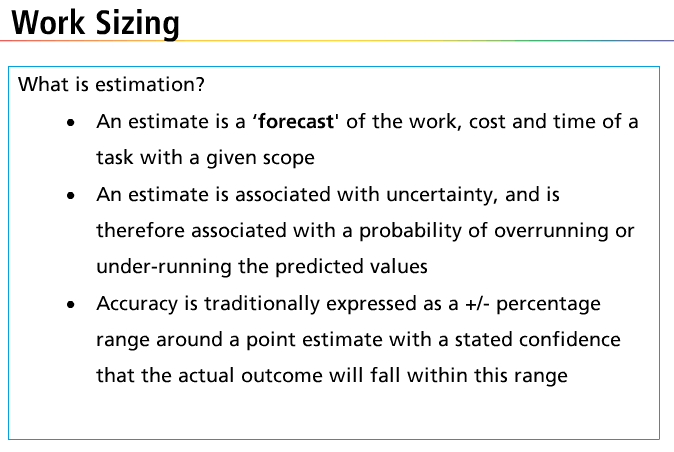 Work Sizing
What is estimation?
• An estimate is a ‘forecast' of the work, cost and time of a
task with a given scope
• An estimate is associated with uncertainty, and is
therefore associated with a probability of overrunning or
under-running the predicted values
• Accuracy is traditionally expressed as a +/- percentage
range around a point estimate with a stated confidence
that the actual outcome will fall within this range